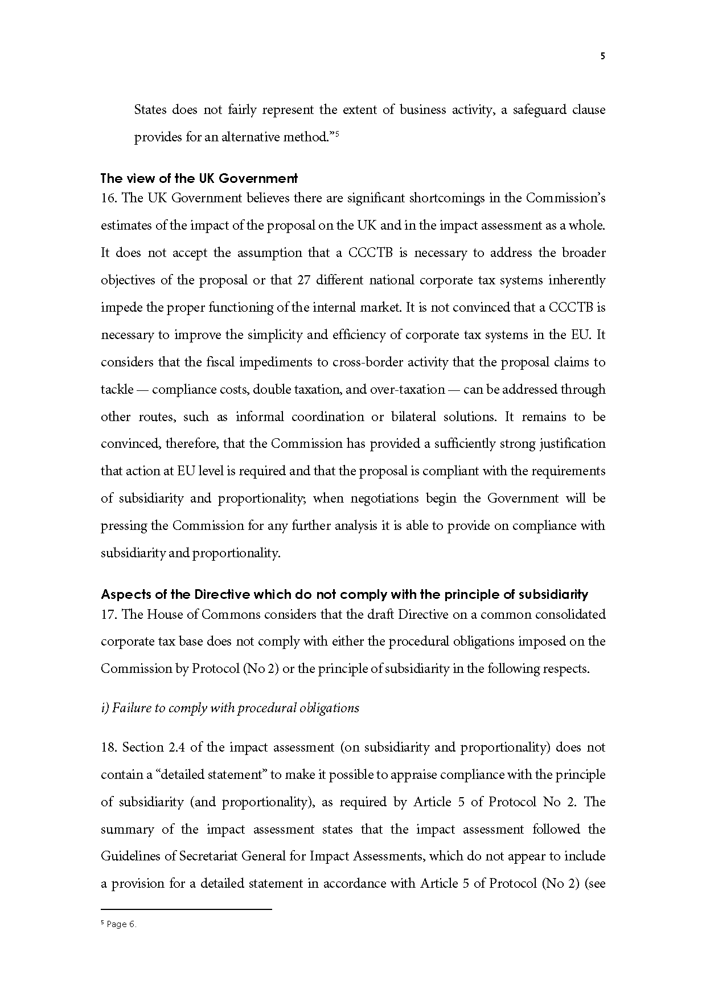 5
States does not fairly represent the extent of business activity, a safeguard clause
provides for an alternative method.”5
The view of the UK Government
16. The UK Government believes there are significant shortcomings in the Commission’s
estimates of the impact of the proposal on the UK and in the impact assessment as a whole.
It does not accept the assumption that a CCCTB is necessary to address the broader
objectives of the proposal or that 27 different national corporate tax systems inherently
impede the proper functioning of the internal market. It is not convinced that a CCCTB is
necessary to improve the simplicity and efficiency of corporate tax systems in the EU. It
considers that the fiscal impediments to cross-border activity that the proposal claims to
tackle — compliance costs, double taxation, and over-taxation — can be addressed through
other routes, such as informal coordination or bilateral solutions. It remains to be
convinced, therefore, that the Commission has provided a sufficiently strong justification
that action at EU level is required and that the proposal is compliant with the requirements
of subsidiarity and proportionality; when negotiations begin the Government will be
pressing the Commission for any further analysis it is able to provide on compliance with
subsidiarity and proportionality.
Aspects of the Directive which do not comply with the principle of subsidiarity
17. The House of Commons considers that the draft Directive on a common consolidated
corporate tax base does not comply with either the procedural obligations imposed on the
Commission by Protocol (No 2) or the principle of subsidiarity in the following respects.
i) Failure to comply with procedural obligations
18. Section 2.4 of the impact assessment (on subsidiarity and proportionality) does not
contain a “detailed statement” to make it possible to appraise compliance with the principle
of subsidiarity (and proportionality), as required by Article 5 of Protocol No 2. The
summary of the impact assessment states that the impact assessment followed the
Guidelines of Secretariat General for Impact Assessments, which do not appear to include
a provision for a detailed statement in accordance with Article 5 of Protocol (No 2) (see
5 Page 6.